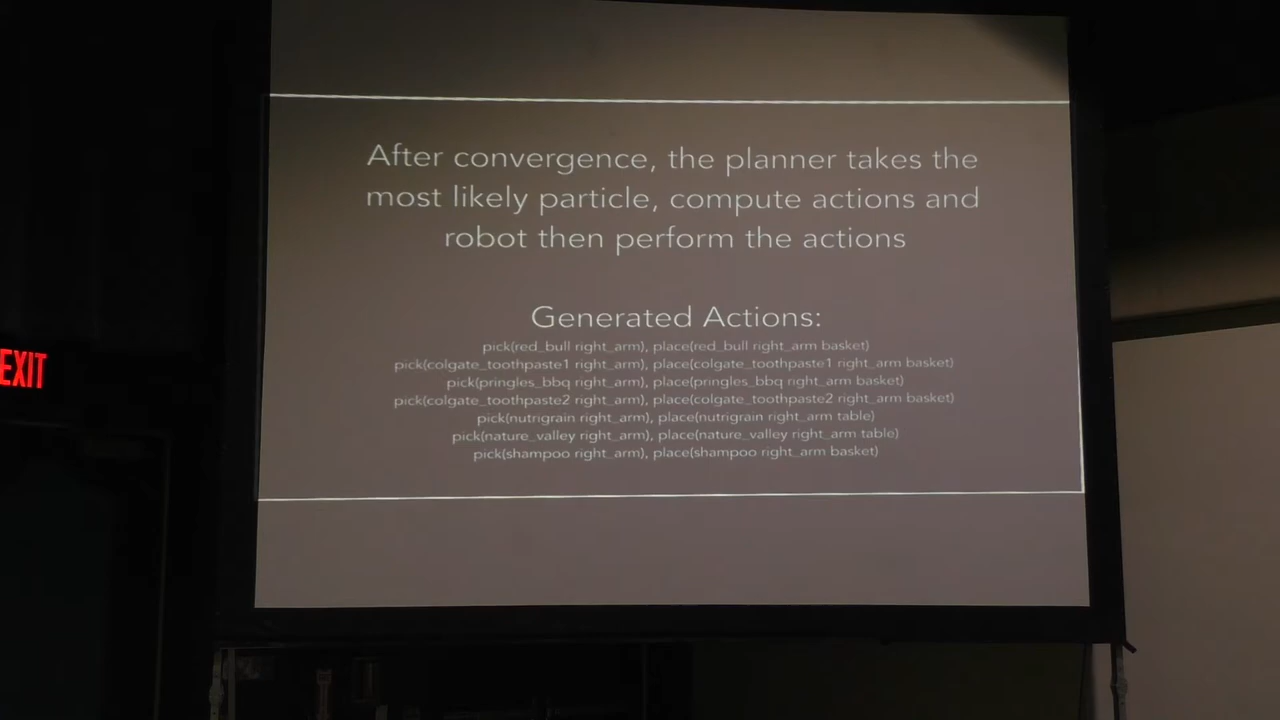 After convergence, the planner takes the
most likely particle, compute actions and
robot then perform the actions
Generated Actions:
pick(red_bull right_arm), place(red_bull right_arm basket)
pick(colgate_toothpaste1 right_arm), place(colgate_toothpaste1 right_arm basket)
pick(pringles_bbq right_arm), place(pringles_bbq right_arm basket)
pick(colgate_toothpaste2 right_arm), place(colgate_toothpaste2 right_arm basket)
pick(nutrigrain right_arm), place(nutrigrain right_arm table)
pick(nature_valley right_arm), place(nature_valley right_arm table)
pick(shampoo right_arm), place(shampoo right_arm basket)
EXIT